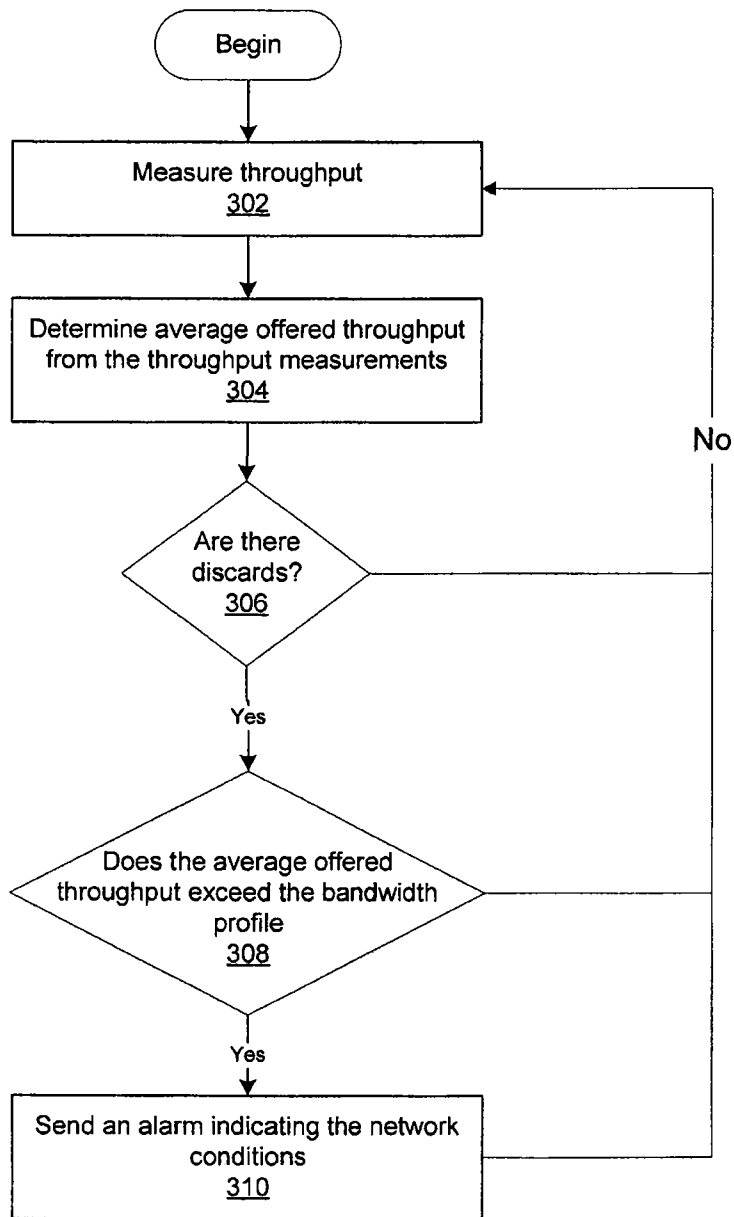 Begin
Measure throughput
302
Determine average offered throughput
from the throughput measurements
304
No
Are there
discards?
306
Yes
Does the average offered
throughput exceed the bandwidth
profile
308
Yes
Send an alarm indicating the network
conditions
310